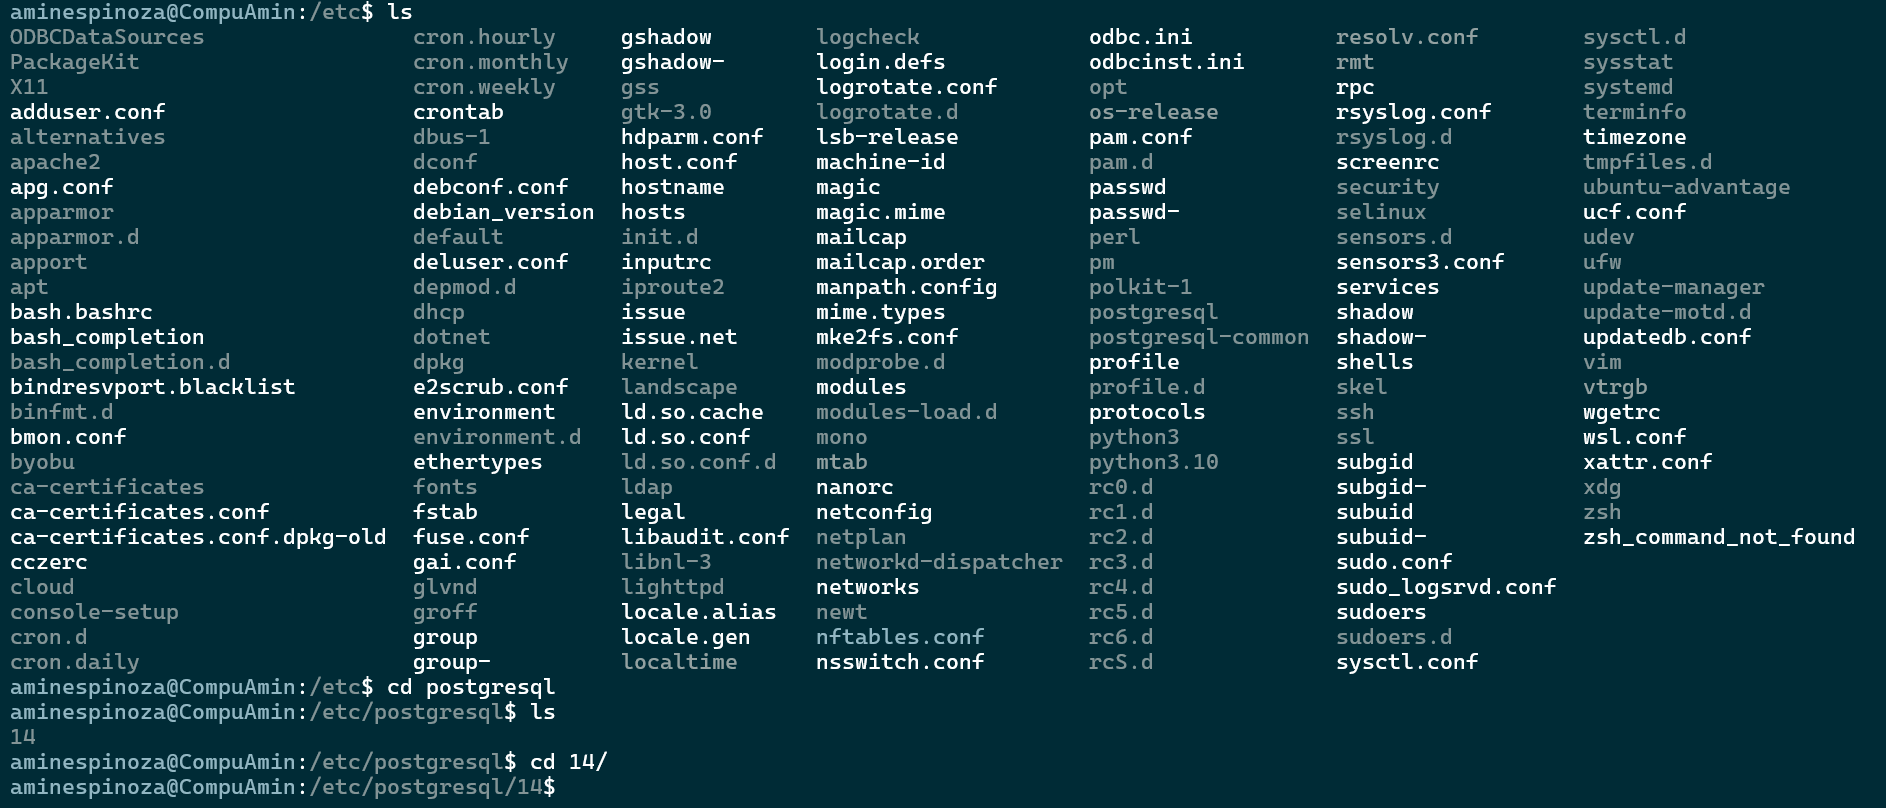 aminespinoza@CompuAmin:/etc$ ls
ODBCDataSources cron.hourly gshadow logcheck odbc.ini resolv.conf sysctl.d
PackageKit cron.monthly gshadow- login.defs odbcinst.ini rmt sysstat
X11 cron.weekly gss logrotate.conf opt rpc systemd
adduser.conf crontab gtk-3.0 logrotate.d os-release rsyslog.conf terminfo
alternatives dbus-1 hdparm.conf lsb-release pam.conf rsyslog.d timezone
apache2 dconf host.conf machine-id pam.d screenrc tmpfiles.d
apg.conf debconf.conf hostname magic passwd security ubuntu-advantage
apparmor debian_version hosts magic.mime passwd- selinux ucf.conf
apparmor.d default init.d mailcap perl sensors.d udev
apport deluser.conf inputrc mailcap.order pm sensors3.conf ufw
apt depmod.d iproute2 manpath.config polkit-1 services update-manager
bash.bashrc dhcp issue mime.types postgresql shadow update-motd.d
bash_completion dotnet issue.net mke2fs.conf postgresql-common shadow- updatedb.conf
bash_completion.d dpkg kernel modprobe.d profile shells vim
bindresvport.blacklist e2scrub.conf landscape modules profile.d skel vtrgb
binfmt.d environment ld.so.cache modules-load.d protocols ssh wgetrc
bmon.conf environment.d ld.so.conf mono python3 ssl wsl.conf
byobu ethertypes ld.so.conf.d mtab python3.10 subgid xattr.conf
ca-certificates fonts ldap nanorc rc0.d subgid- xdg
ca-certificates.conf fstab legal netconfig rc1.d subuid zsh
ca-certificates.conf.dpkg-old fuse.conf libaudit.conf netplan rc2.d subuid- zsh_command_not_found
cczerc gai.conf libnl-3 networkd-dispatcher rc3.d sudo.conf
cloud glvnd lighttpd networks rc4.d sudo_logsrvd.conf
console-setup groff locale.alias newt rc5.d sudoers
cron.d group locale.gen nftables.conf rc6.d sudoers.d
cron.daily group- localtime nsswitch.conf rcS.d sysctl.conf
aminespinoza@CompuAmin:/etc$ cd postgresql
aminespinoza@CompuAmin:/etc/postgresql$ ls
14
aminespinoza@CompuAmin:/etc/postgresql$ cd 14/
aminespinoza@CompuAmin:/etc/postgresql/14$